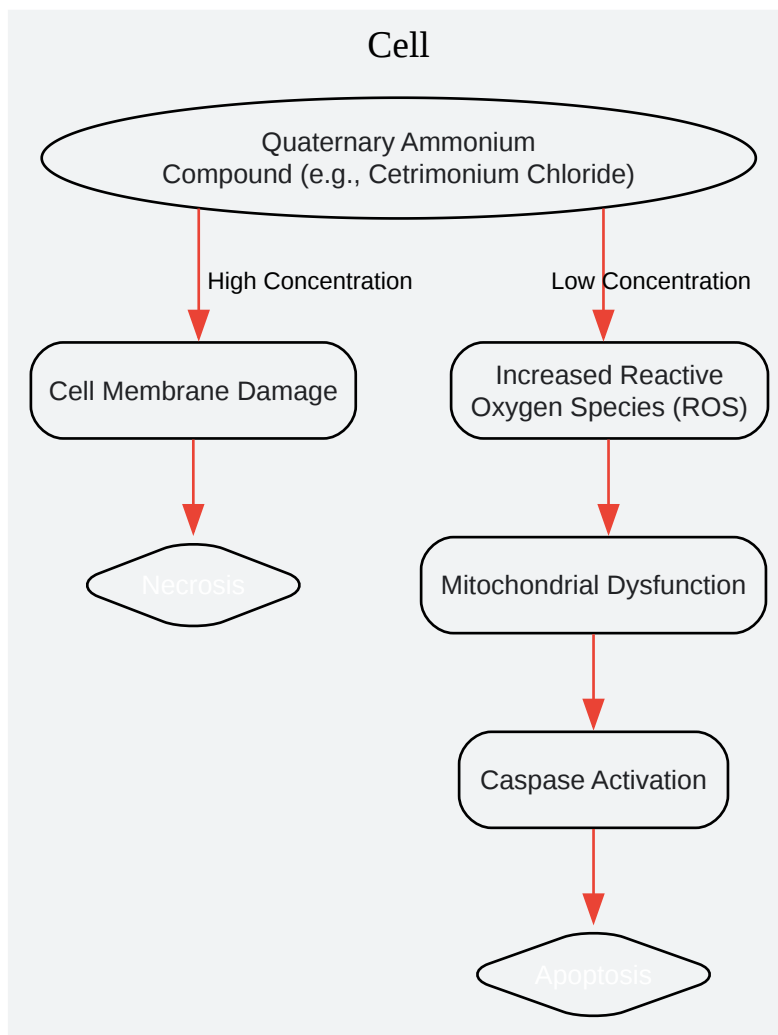 Cell
Quaternary Ammonium
Compound (e.g., Cetrimonium Chloride)
High Concentration
Low Concentration
Cell Membrane Damage
Increased Reactive
Oxygen Species (ROS)
Necrosis
Mitochondrial Dysfunction
Caspase Activation
Apoptosis